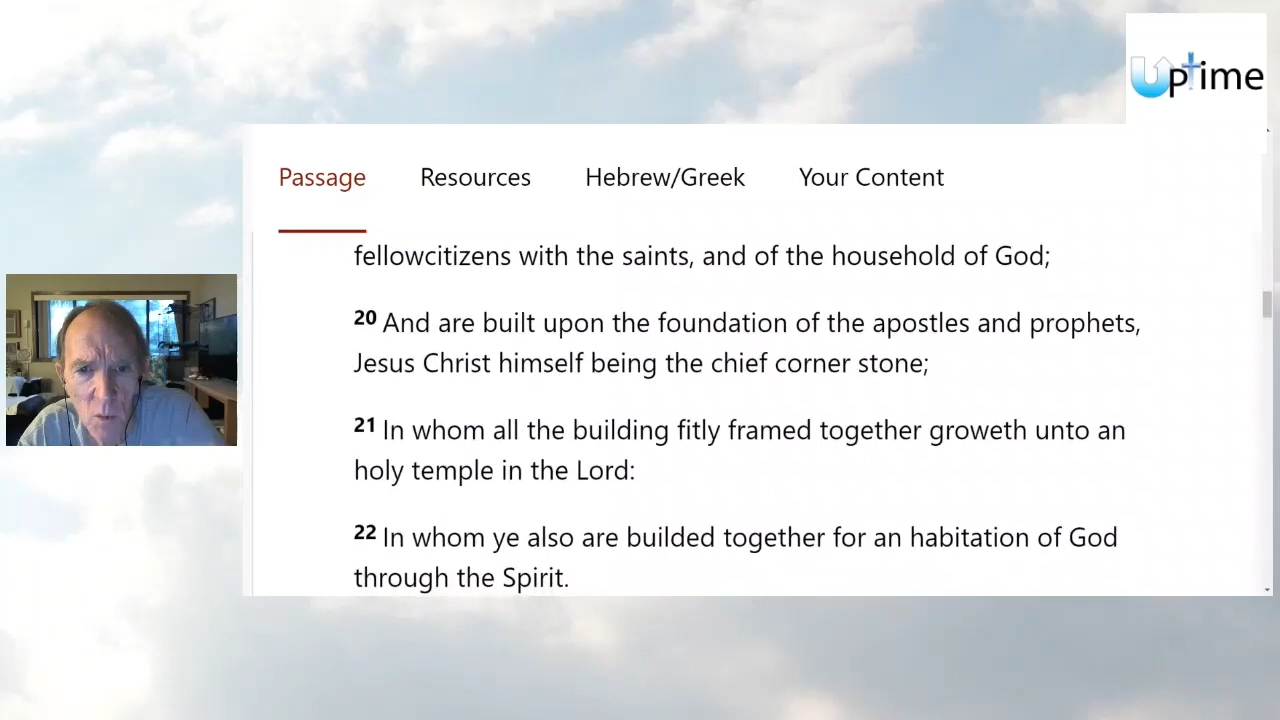 Uptime
Passage Resources Hebrew/Greek Your Content
fellowcitizens with the saints, and of the household of God;
20 And are built upon the foundation of the apostles and prophets,
Jesus Christ himself being the chief corner stone;
21 In whom all the building fitly framed together groweth unto an
holy temple in the Lord:
22 In whom ye also are builded together for an habitation of God
through the Spirit.